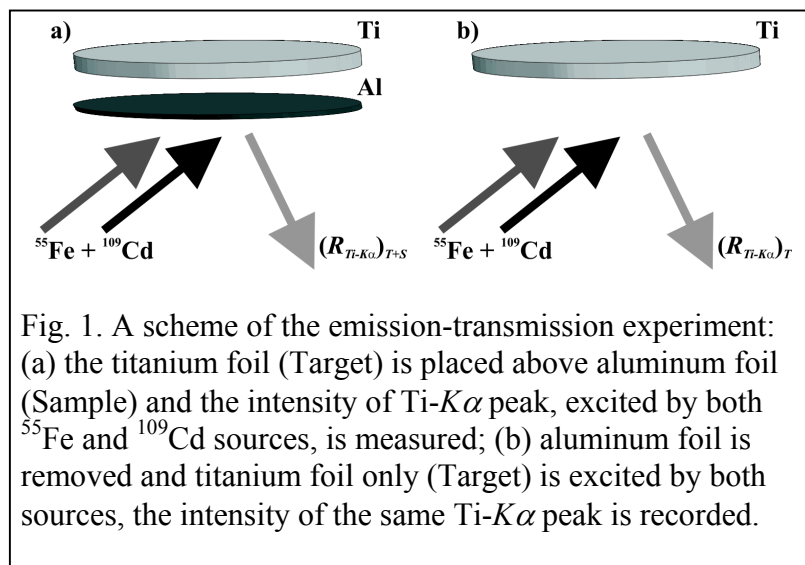 a) Ti b) Ti
Al
⁵⁵Fe + ¹⁰⁹Cd (R_Ti-Kα)_T+S ⁵⁵Fe + ¹⁰⁹Cd (R_Ti-Kα)_T
Fig. 1. A scheme of the emission-transmission experiment:
(a) the titanium foil (Target) is placed above aluminum foil
(Sample) and the intensity of Ti-Kα peak, excited by both
⁵⁵Fe and ¹⁰⁹Cd sources, is measured; (b) aluminum foil is
removed and titanium foil only (Target) is excited by both
sources, the intensity of the same Ti-Kα peak is recorded.